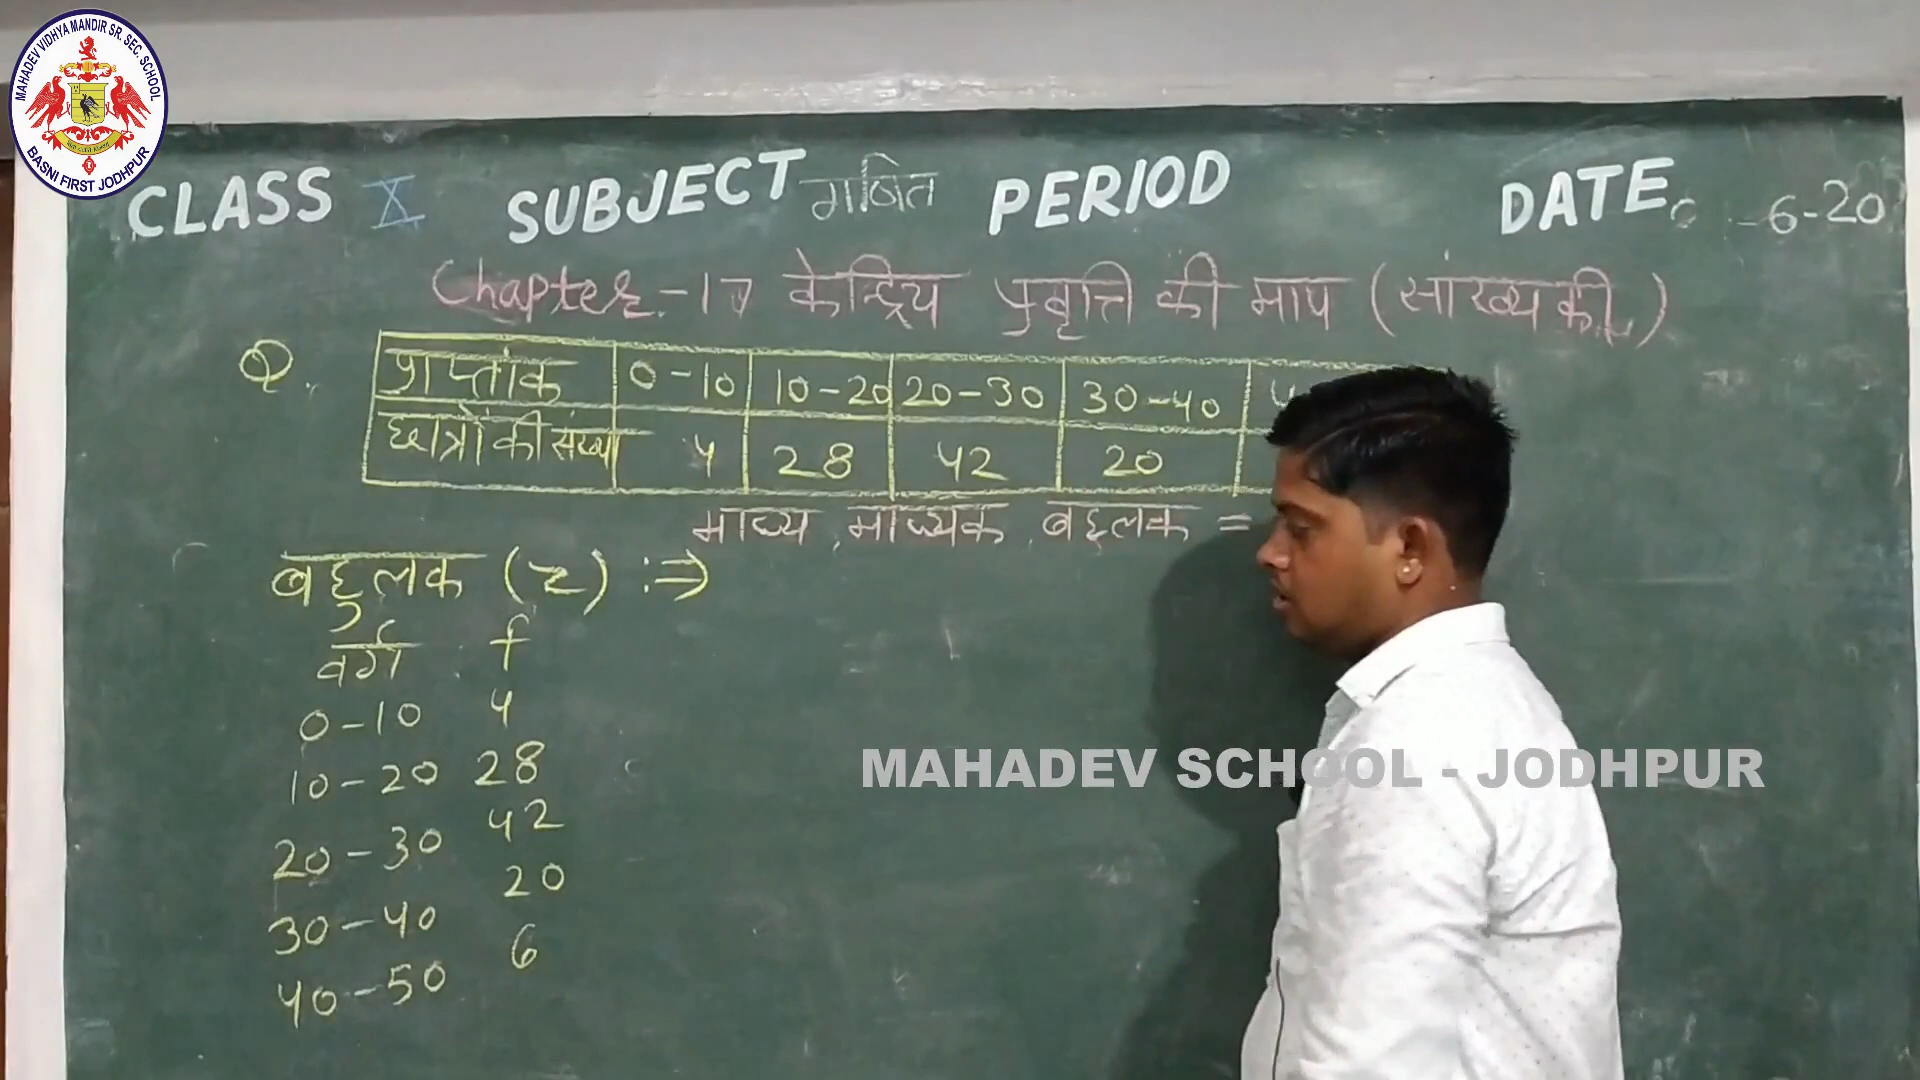 MAHADEV VIDHYA MANDIR SR. SEC. SCHOOL
BASNI FIRST JODHPUR
CLASS X SUBJECT गणित PERIOD DATE -6-20
Chapter-17 केन्द्रिय प्रवृत्ति की माप (सांख्यकी)
Q. प्राप्तांक 0-10 10-20 20-30 30-40 4
छात्रों की संख्या 4 28 42 20
माध्य, माध्यक, बहुलक =
बहुलक (z) :⇒
वर्ग f
0-10 4
10-20 28
20-30 42
30-40 20
40-50 6
MAHADEV SCHOOL - JODHPUR